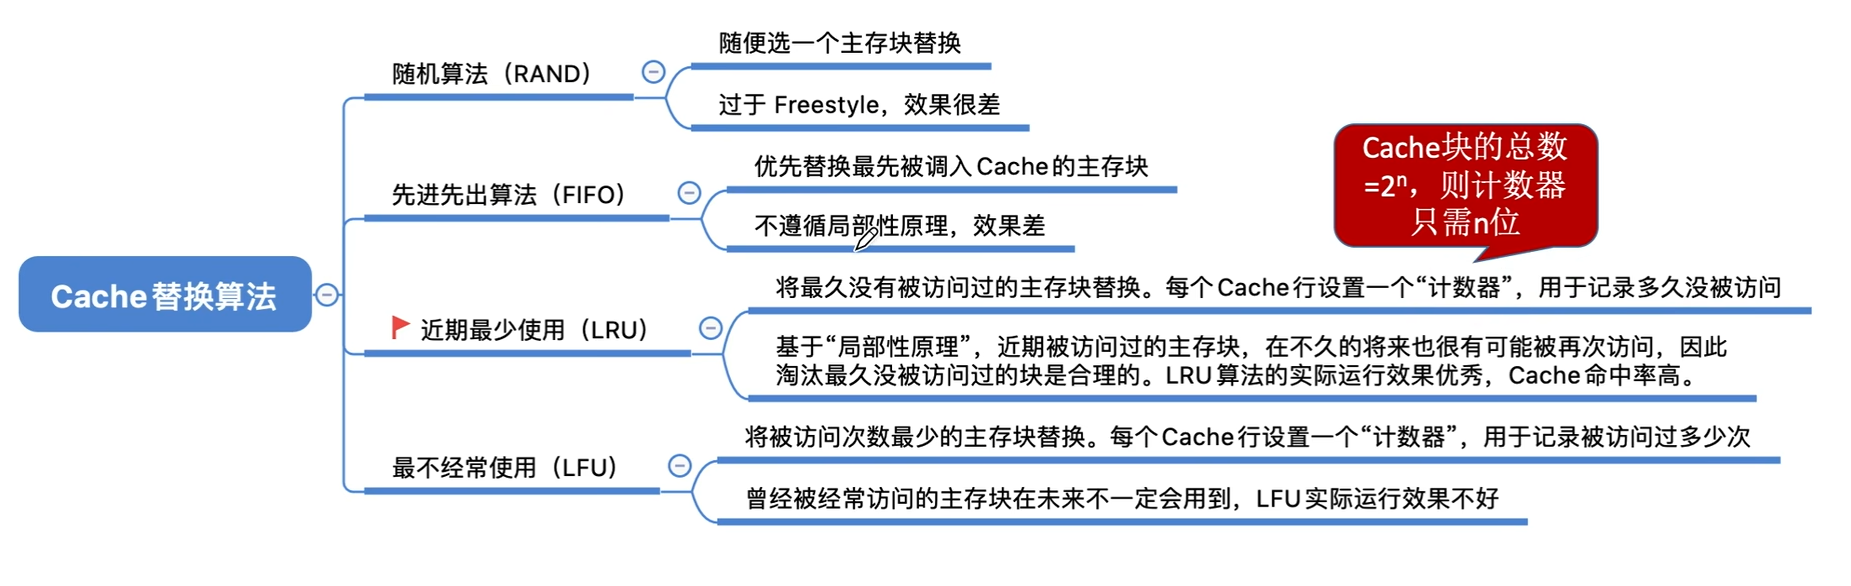 随便选一个主存块替换
随机算法（RAND）
过于 Freestyle，效果很差
优先替换最先被调入Cache的主存块
先进先出算法（FIFO）
不遵循局部性原理，效果差
Cache块的总数
=2ⁿ，则计数器
只需n位
Cache替换算法
将最久没有被访问过的主存块替换。每个Cache行设置一个“计数器”，用于记录多久没被访问
近期最少使用（LRU）
基于“局部性原理”，近期被访问过的主存块，在不久的将来也很有可能被再次访问，因此
淘汰最久没被访问过的块是合理的。LRU算法的实际运行效果优秀，Cache命中率高。
将被访问次数最少的主存块替换。每个Cache行设置一个“计数器”，用于记录被访问过多少次
最不经常使用（LFU）
曾经被经常访问的主存块在未来不一定会用到，LFU实际运行效果不好